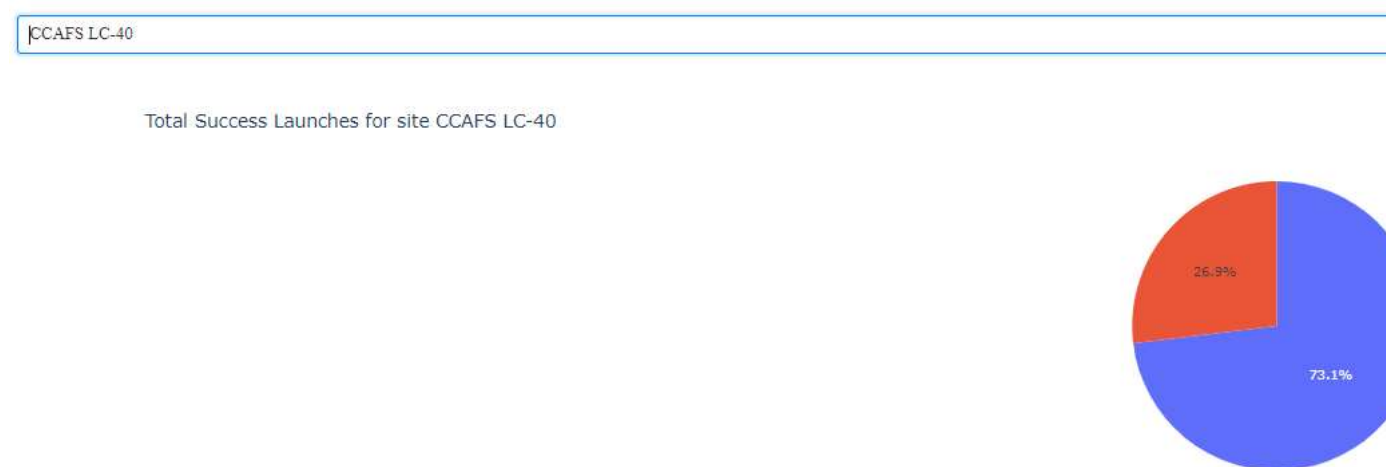 CCAFS LC-40
Total Success Launches for site CCAFS LC-40
26.9%
73.1%